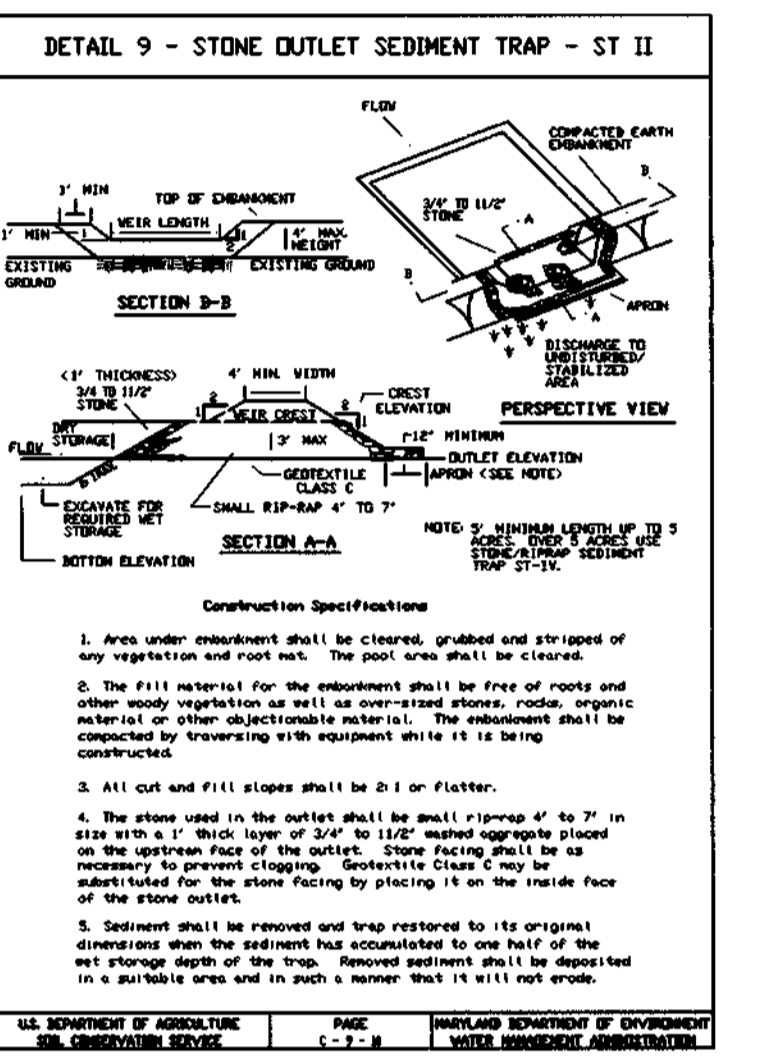 DETAIL 9 - STONE OUTLET SEDIMENT TRAP - ST II
FLOW
COMPACTED EARTH
EMBANKMENT
B
3/4" TO 11/2"
STONE
A
B
A
APRON
DISCHARGE TO
UNDISTURBED/
STABILIZED
AREA
PERSPECTIVE VIEW
1' MIN
TOP OF EMBANKMENT
WEIR LENGTH
1' MIN
1
2
1
4' MAX.
HEIGHT
EXISTING
GROUND
EXISTING GROUND
SECTION B-B
<1' THICKNESS>
3/4 TO 11/2"
STONE
4' MIN. WIDTH
CREST
ELEVATION
2
1
WEIR CREST
2
1
DRY
STORAGE
FLOW
3' MAX
12" MINIMUM
OUTLET ELEVATION
GEOTEXTILE
CLASS C
APRON <SEE NOTE>
EXCAVATE FOR
REQUIRED WET
STORAGE
SMALL RIP-RAP 4" TO 7"
SECTION A-A
BOTTOM ELEVATION
NOTE: 5' MINIMUM LENGTH UP TO 5
ACRES. OVER 5 ACRES USE
STONE/RIPRAP SEDIMENT
TRAP ST-IV.
Construction Specifications
1. Area under embankment shall be cleared, grubbed and stripped of
any vegetation and root mat. The pool area shall be cleared.
2. The fill material for the embankment shall be free of roots and
other woody vegetation as well as over-sized stones, rocks, organic
material or other objectionable material. The embankment shall be
compacted by traversing with equipment while it is being
constructed.
3. All cut and fill slopes shall be 2:1 or flatter.
4. The stone used in the outlet shall be small rip-rap 4" to 7" in
size with a 1' thick layer of 3/4" to 11/2" washed aggregate placed
on the upstream face of the outlet. Stone facing shall be as
necessary to prevent clogging. Geotextile Class C may be
substituted for the stone facing by placing it on the inside face
of the stone outlet.
5. Sediment shall be removed and trap restored to its original
dimensions when the sediment has accumulated to one half of the
wet storage depth of the trap. Removed sediment shall be deposited
in a suitable area and in such a manner that it will not erode.
U.S. DEPARTMENT OF AGRICULTURE
SOIL CONSERVATION SERVICE
PAGE
C - 9 -
MARYLAND DEPARTMENT OF ENVIRONMENT
WATER MANAGEMENT ADMINISTRATION